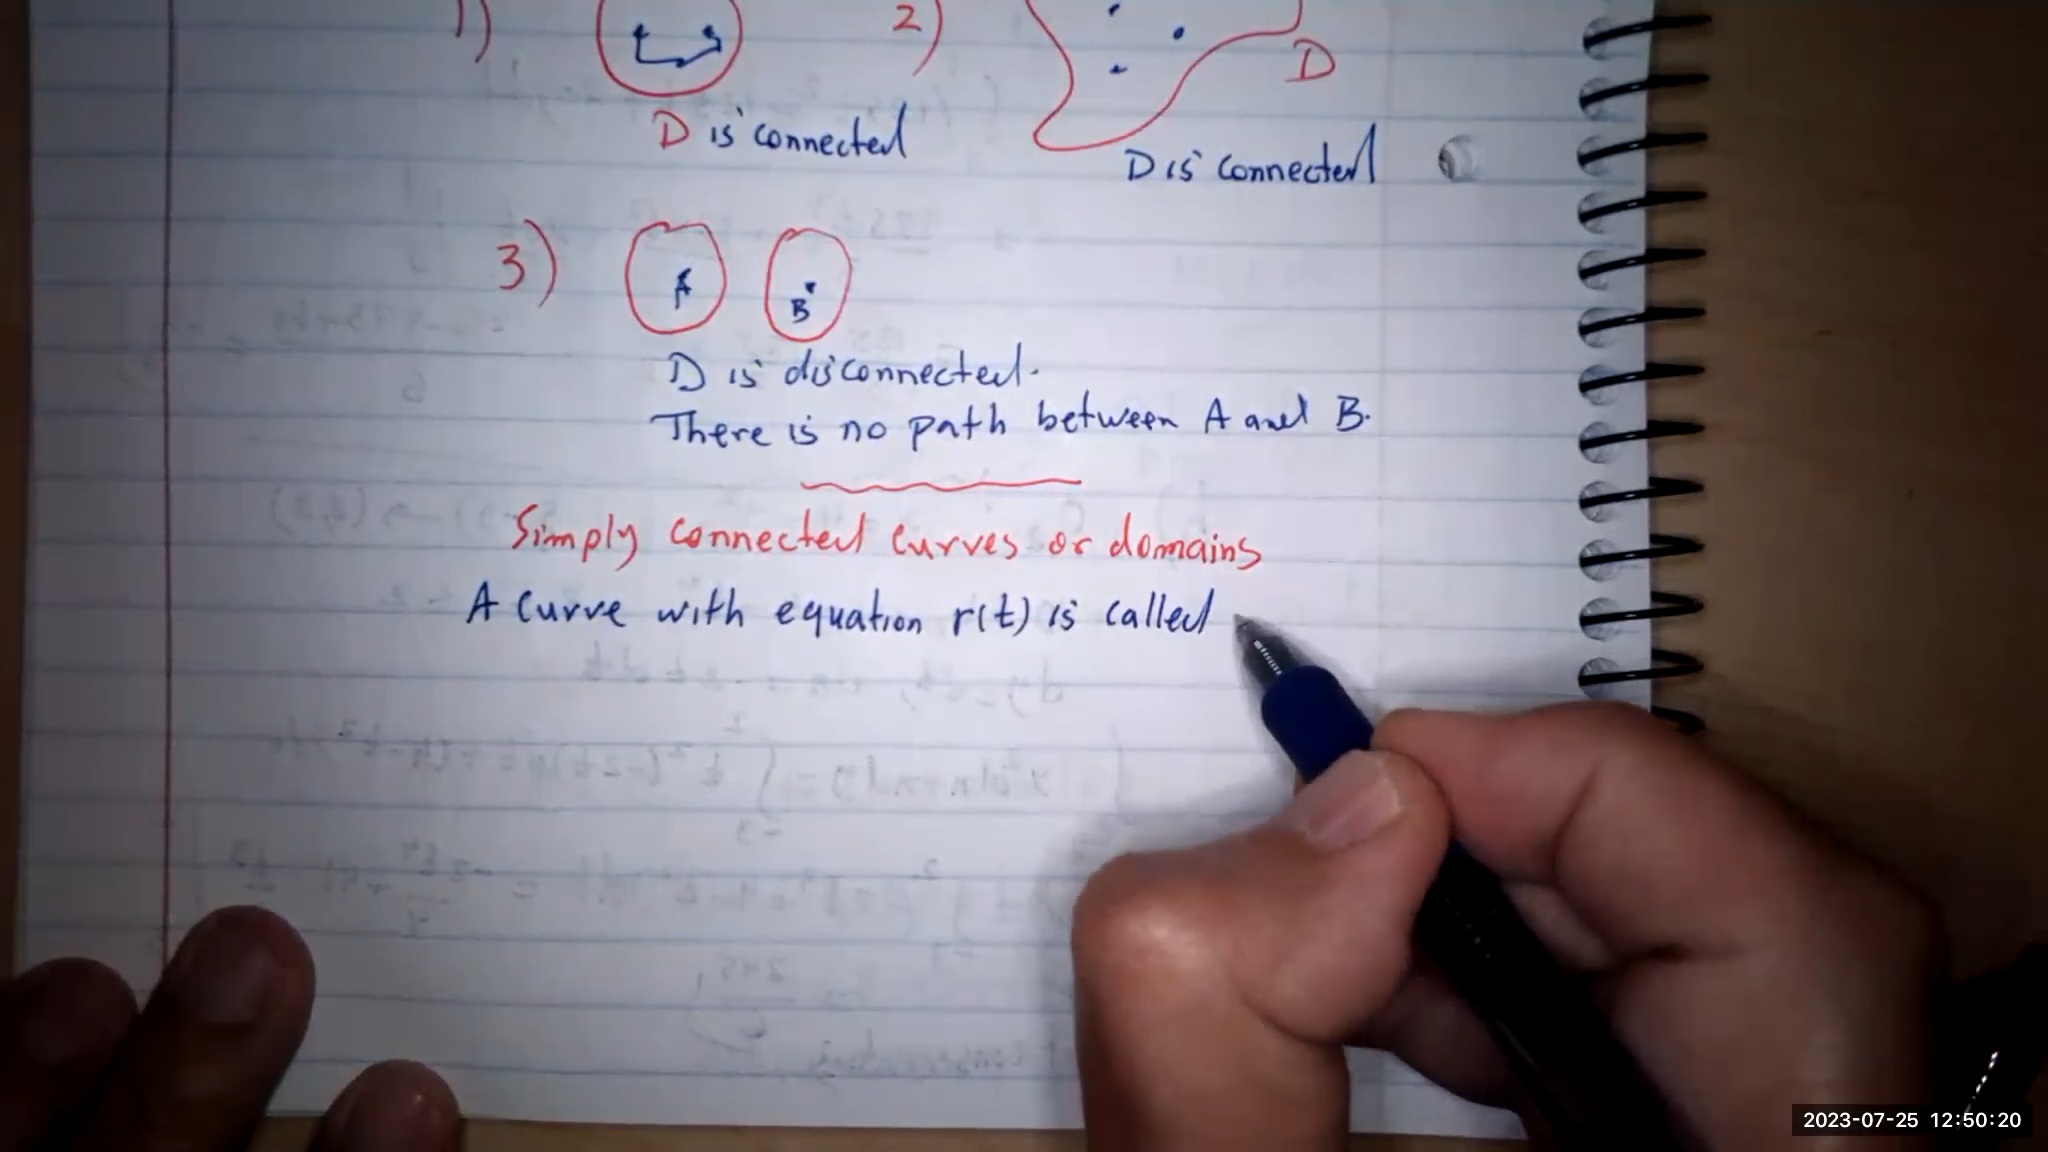 1) 2)
D
D is connected
D is connected
3) A B
D is disconnected.
There is no path between A and B.
Simply connected curves or domains
A curve with equation r(t) is called
2023-07-25 12:50:20